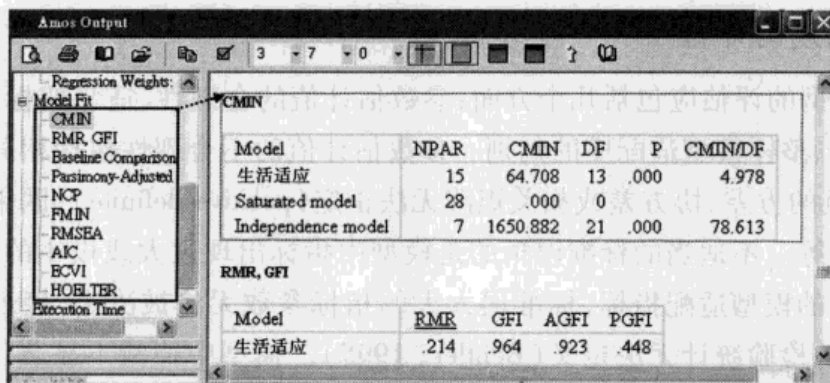 Amos Output
3 7 0
Regression Weights:
Model Fit
CMIN
RMR, GFI
Baseline Comparison
Parsimony-Adjusted
NCP
FMIN
RMSEA
AIC
ECVI
HOELTER
Execution Time
CMIN
Model NPAR CMIN DF P CMIN/DF
生活适应 15 64.708 13 .000 4.978
Saturated model 28 .000 0
Independence model 7 1650.882 21 .000 78.613
RMR, GFI
Model RMR GFI AGFI PGFI
生活适应 .214 .964 .923 .448